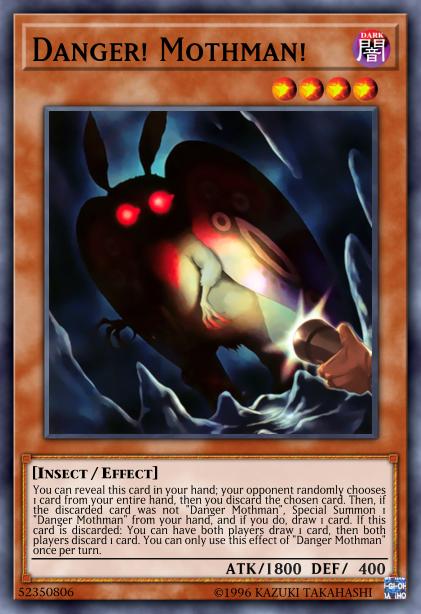 DANGER! MOTHMAN!
DARK
闇
[INSECT / EFFECT]
You can reveal this card in your hand; your opponent randomly chooses
1 card from your entire hand, then you discard the chosen card. Then, if
the discarded card was not "Danger Mothman", Special Summon 1
"Danger Mothman" from your hand, and if you do, draw 1 card. If this
card is discarded: You can have both players draw 1 card, then both
players discard 1 card. You can only use this effect of "Danger Mothman"
once per turn.
ATK/1800 DEF/ 400
52350806
©1996 KAZUKI TAKAHASHI